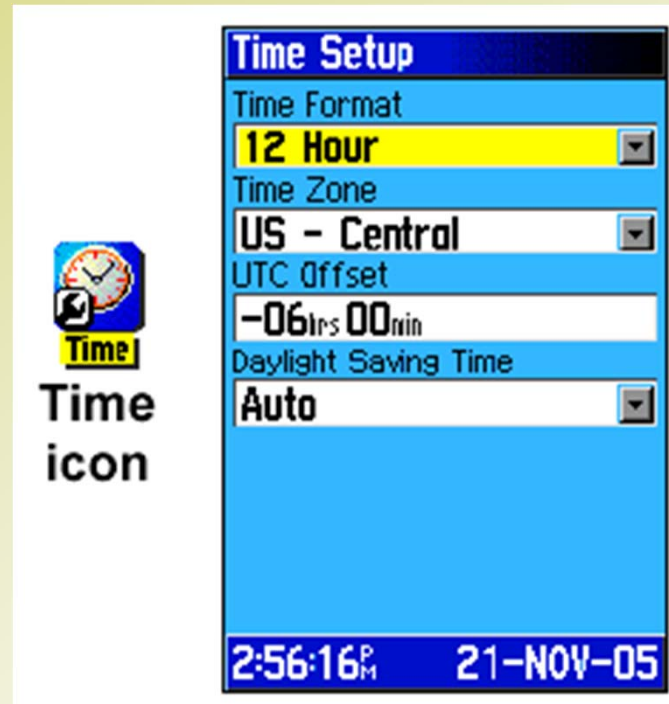 Time
Time
icon
Time Setup
Time Format
12 Hour
Time Zone
US - Central
UTC Offset
-06hrs 00min
Daylight Saving Time
Auto
2:56:16PM 21-NOV-05